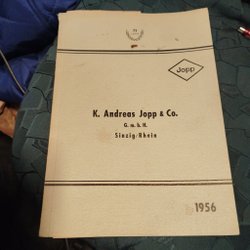 Jopp
K. Andreas Jopp & Co.
G. m. b. H.
Sinzig/Rhein
1956